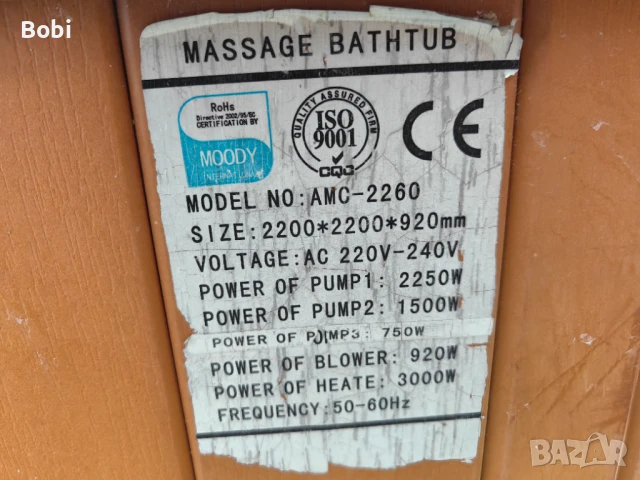 Bobi
MASSAGE BATHTUB
RoHs
Directive 2002/95/EC
CERTIFICATION BY
MOODY
INTERNATIONAL
QUALITY ASSURED FIRM
ISO
9001
CQC
CE
MODEL NO:AMC-2260
SIZE:2200*2200*920mm
VOLTAGE:AC 220V-240V
POWER OF PUMP1: 2250W
POWER OF PUMP2: 1500W
POWER OF PUMP3: 750W
POWER OF BLOWER: 920W
POWER OF HEATE: 3000W
FREQUENCY:50-60Hz
BAZAR